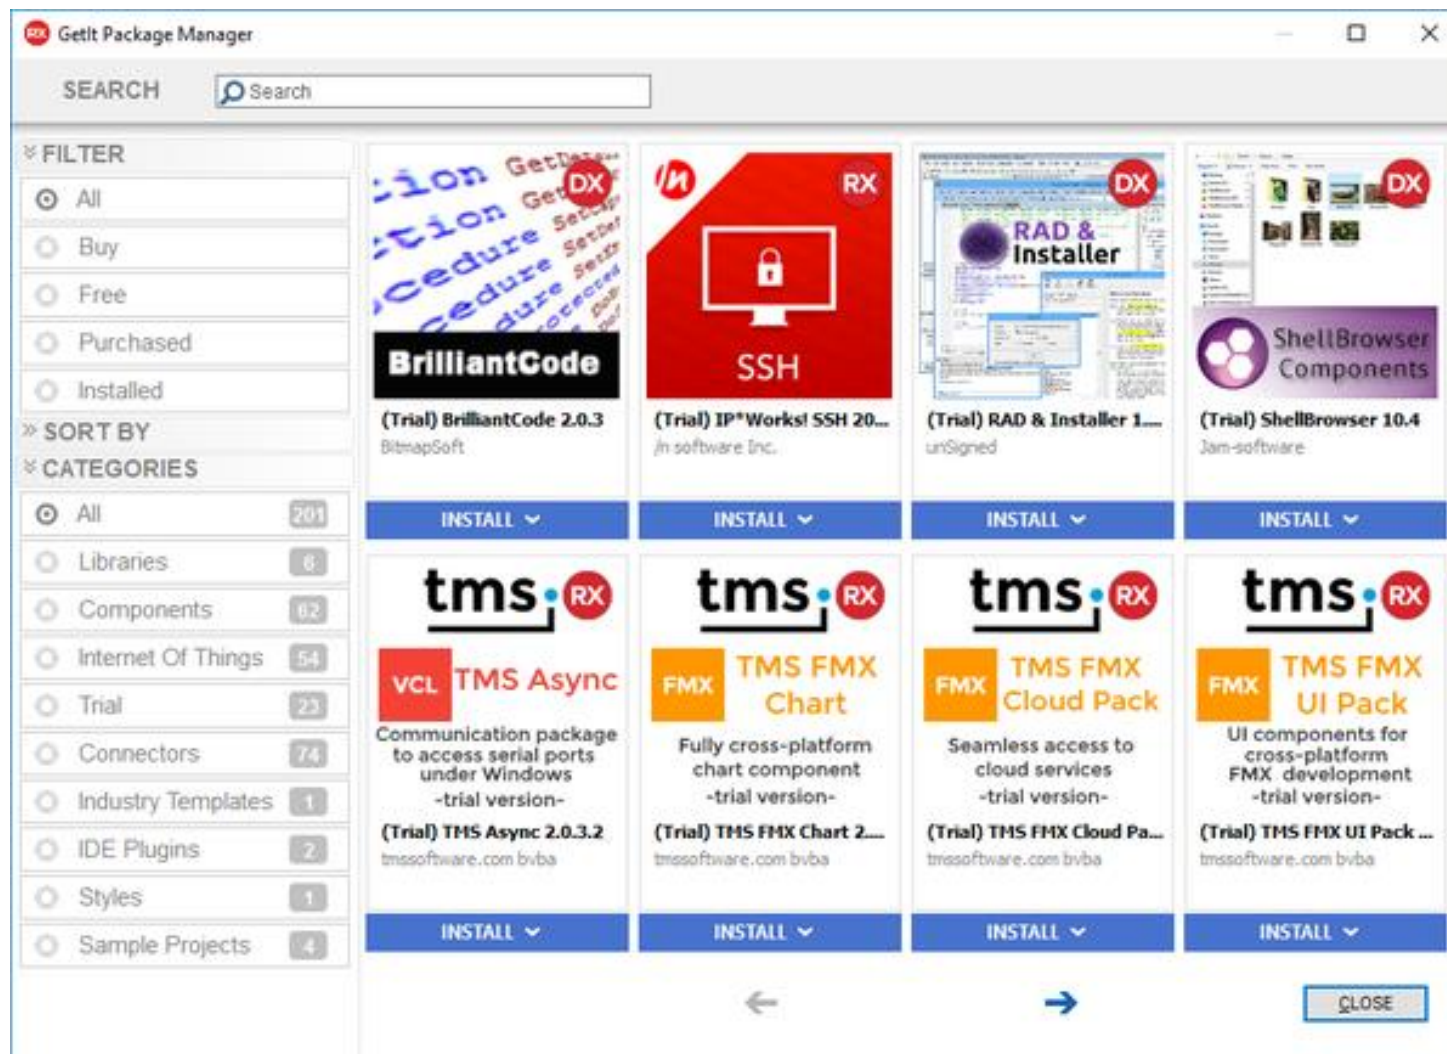 GetIt Package Manager
SEARCH
Search
FILTER
All
Buy
Free
Purchased
Installed
SORT BY
CATEGORIES
All 201
Libraries 6
Components 62
Internet Of Things 54
Trial 23
Connectors 74
Industry Templates 1
IDE Plugins 2
Styles 1
Sample Projects 4
DX
BrilliantCode
(Trial) BrilliantCode 2.0.3
BitmapSoft
INSTALL
RX
SSH
(Trial) IP*Works! SSH 20...
/n software Inc.
INSTALL
DX
RAD &
Installer
(Trial) RAD & Installer 1....
unSigned
INSTALL
DX
ShellBrowser
Components
(Trial) ShellBrowser 10.4
Jam-software
INSTALL
tms
RX
VCL TMS Async
Communication package
to access serial ports
under Windows
-trial version-
(Trial) TMS Async 2.0.3.2
tmssoftware.com bvba
INSTALL
tms
RX
FMX
TMS FMX
Chart
Fully cross-platform
chart component
-trial version-
(Trial) TMS FMX Chart 2....
tmssoftware.com bvba
INSTALL
tms
RX
FMX
TMS FMX
Cloud Pack
Seamless access to
cloud services
-trial version-
(Trial) TMS FMX Cloud Pa...
tmssoftware.com bvba
INSTALL
tms
RX
FMX
TMS FMX
UI Pack
UI components for
cross-platform
FMX development
-trial version-
(Trial) TMS FMX UI Pack ...
tmssoftware.com bvba
INSTALL
CLOSE